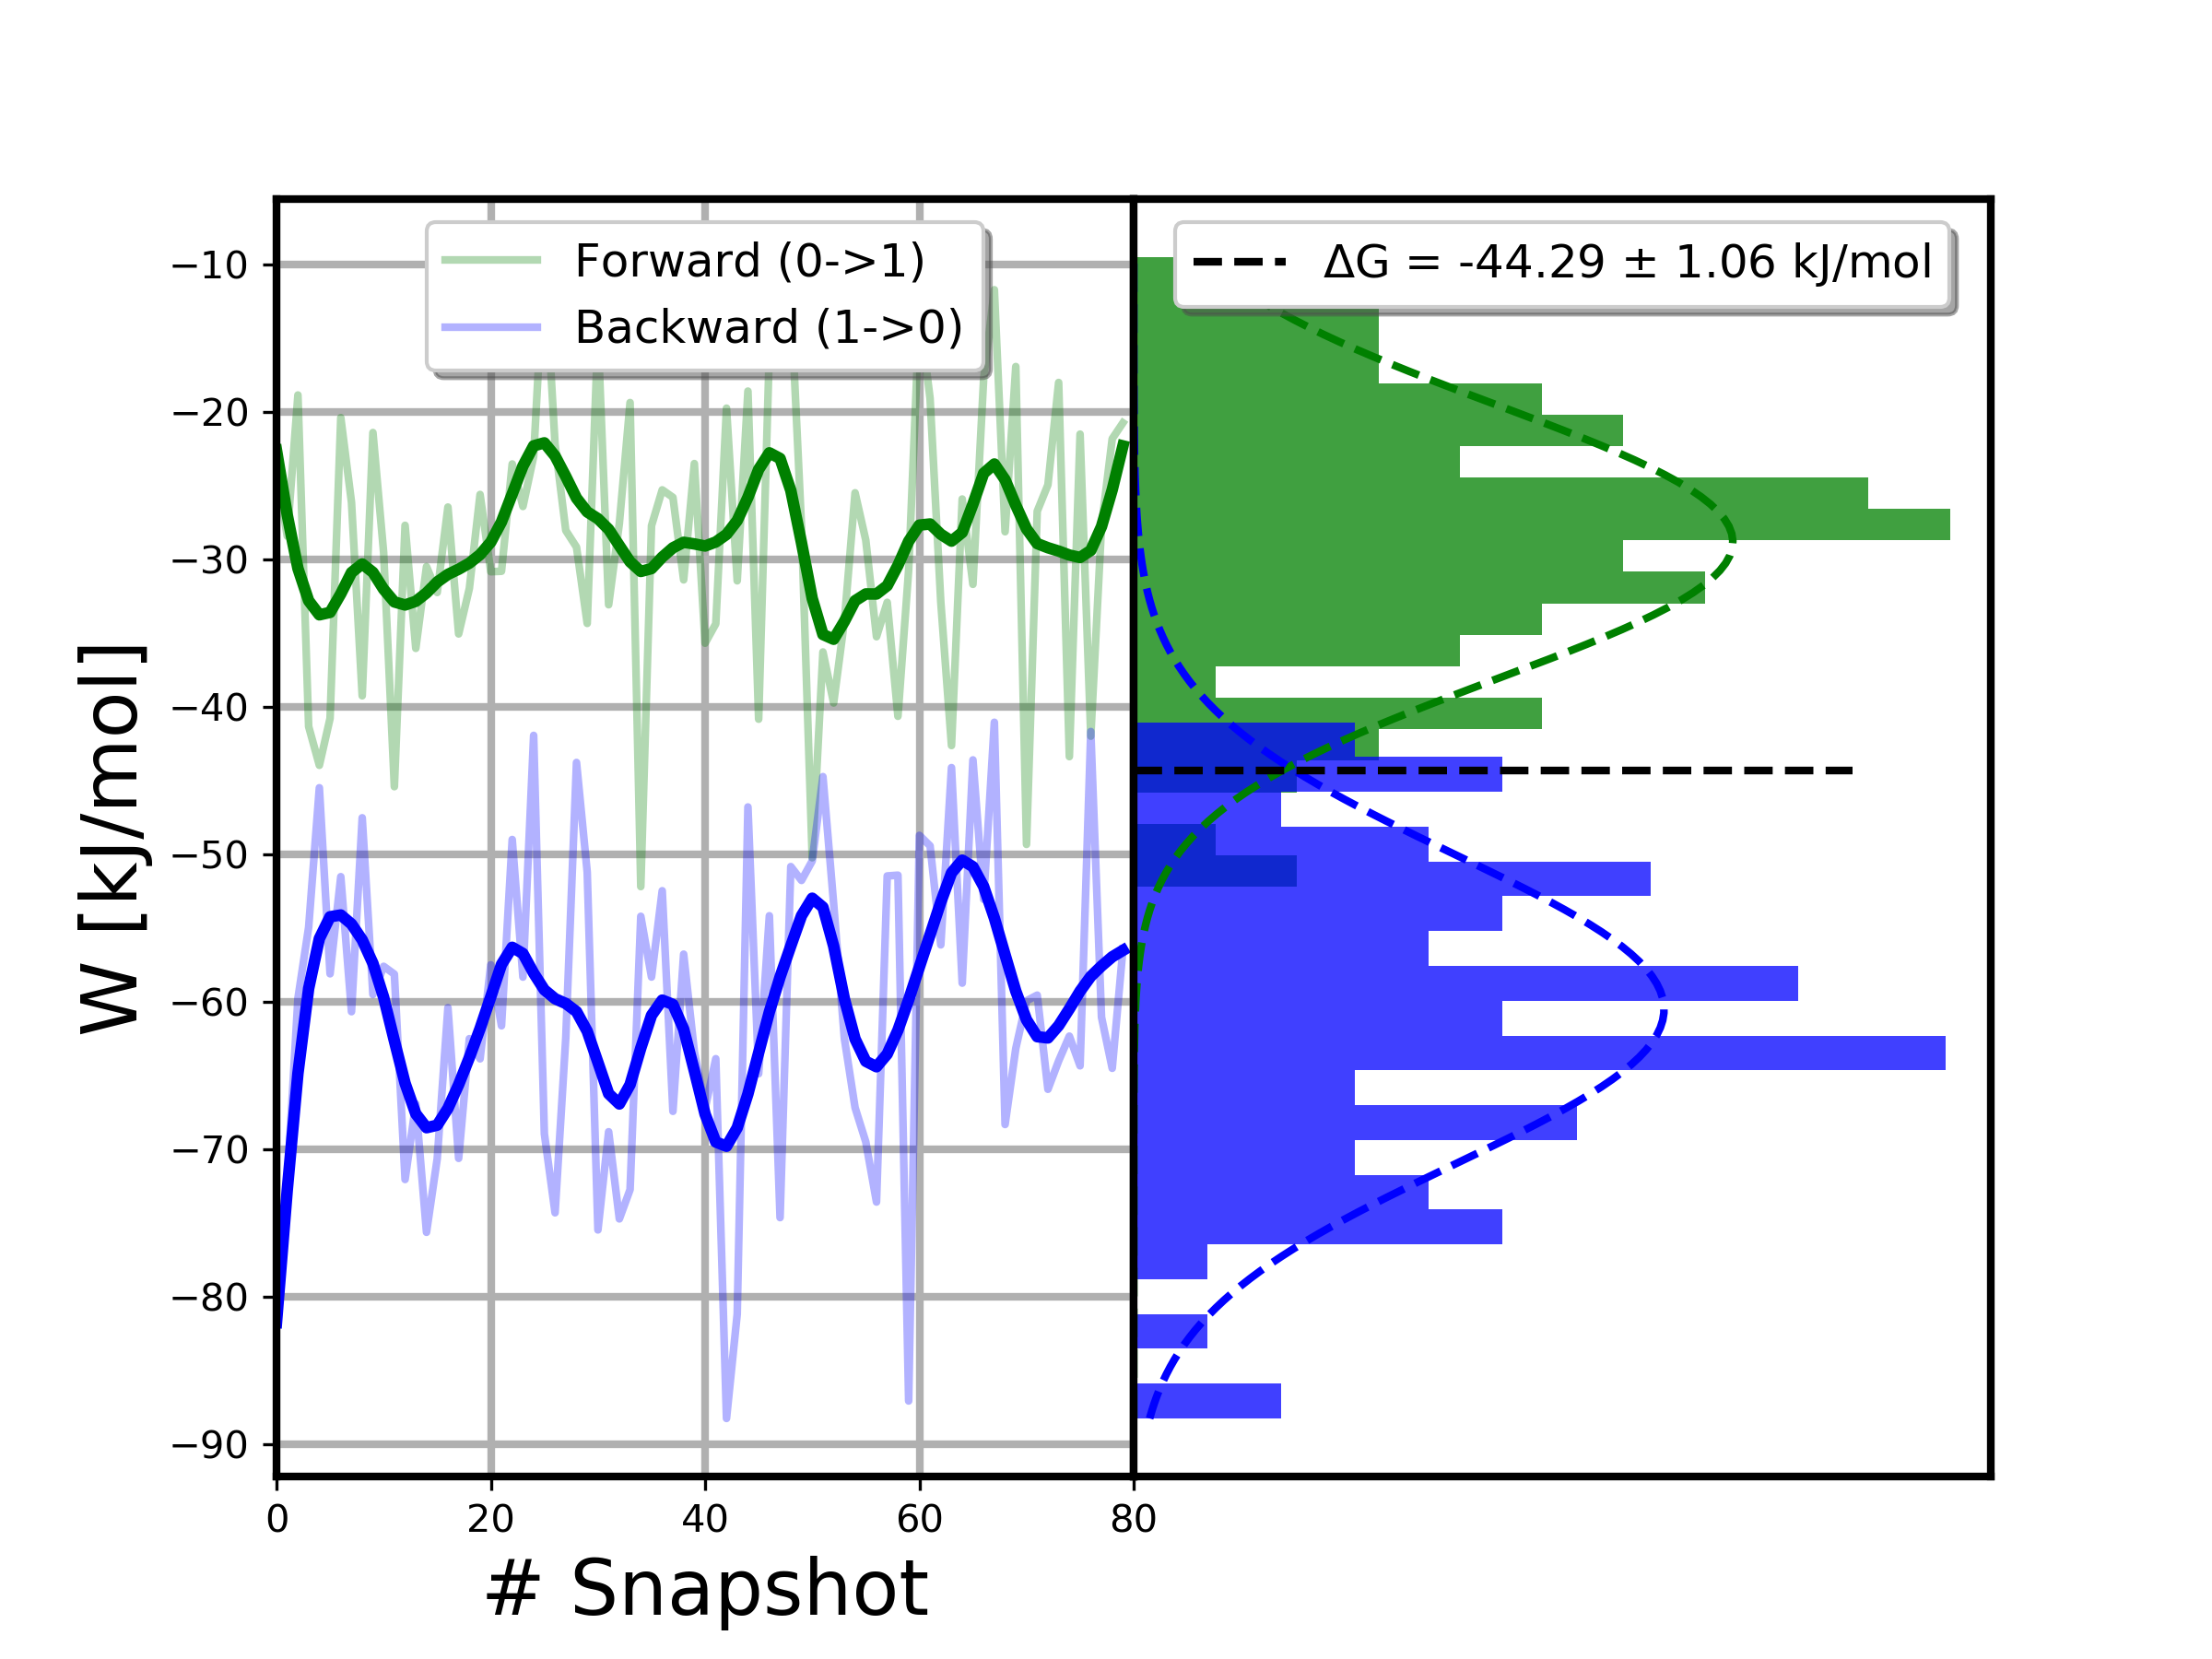 Forward (0->1)
Backward (1->0)
ΔG = -44.29 ± 1.06 kJ/mol
W [kJ/mol]
−10
−20
−30
−40
−50
−60
−70
−80
−90
0 20 40 60 80
# Snapshot